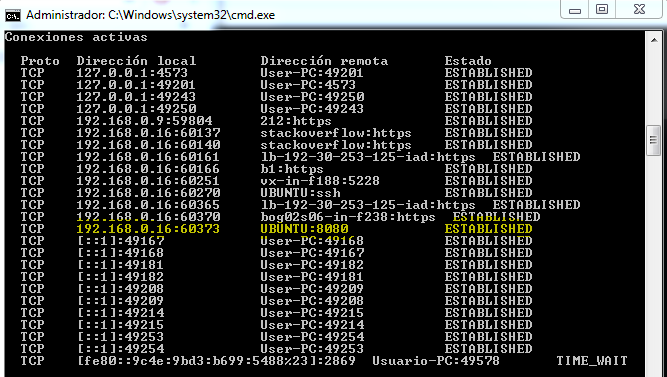 Administrador: C:\Windows\system32\cmd.exe
Conexiones activas
Proto Dirección local Dirección remota Estado
TCP 127.0.0.1:4573 User-PC:49201 ESTABLISHED
TCP 127.0.0.1:49201 User-PC:4573 ESTABLISHED
TCP 127.0.0.1:49243 User-PC:49250 ESTABLISHED
TCP 127.0.0.1:49250 User-PC:49243 ESTABLISHED
TCP 192.168.0.9:59804 212:https ESTABLISHED
TCP 192.168.0.16:60137 stackoverflow:https ESTABLISHED
TCP 192.168.0.16:60140 stackoverflow:https ESTABLISHED
TCP 192.168.0.16:60161 lb-192-30-253-125-iad:https ESTABLISHED
TCP 192.168.0.16:60166 b1:https ESTABLISHED
TCP 192.168.0.16:60251 vx-in-f188:5228 ESTABLISHED
TCP 192.168.0.16:60270 UBUNTU:ssh ESTABLISHED
TCP 192.168.0.16:60365 lb-192-30-253-125-iad:https ESTABLISHED
TCP 192.168.0.16:60370 bog02s06-in-f238:https ESTABLISHED
TCP 192.168.0.16:60373 UBUNTU:8080 ESTABLISHED
TCP [::1]:49167 User-PC:49168 ESTABLISHED
TCP [::1]:49168 User-PC:49167 ESTABLISHED
TCP [::1]:49181 User-PC:49182 ESTABLISHED
TCP [::1]:49182 User-PC:49181 ESTABLISHED
TCP [::1]:49208 User-PC:49209 ESTABLISHED
TCP [::1]:49209 User-PC:49208 ESTABLISHED
TCP [::1]:49214 User-PC:49215 ESTABLISHED
TCP [::1]:49215 User-PC:49214 ESTABLISHED
TCP [::1]:49253 User-PC:49254 ESTABLISHED
TCP [::1]:49254 User-PC:49253 ESTABLISHED
TCP [fe80::9c4e:9bd3:b699:5488%23]:2869 Usuario-PC:49578 TIME_WAIT